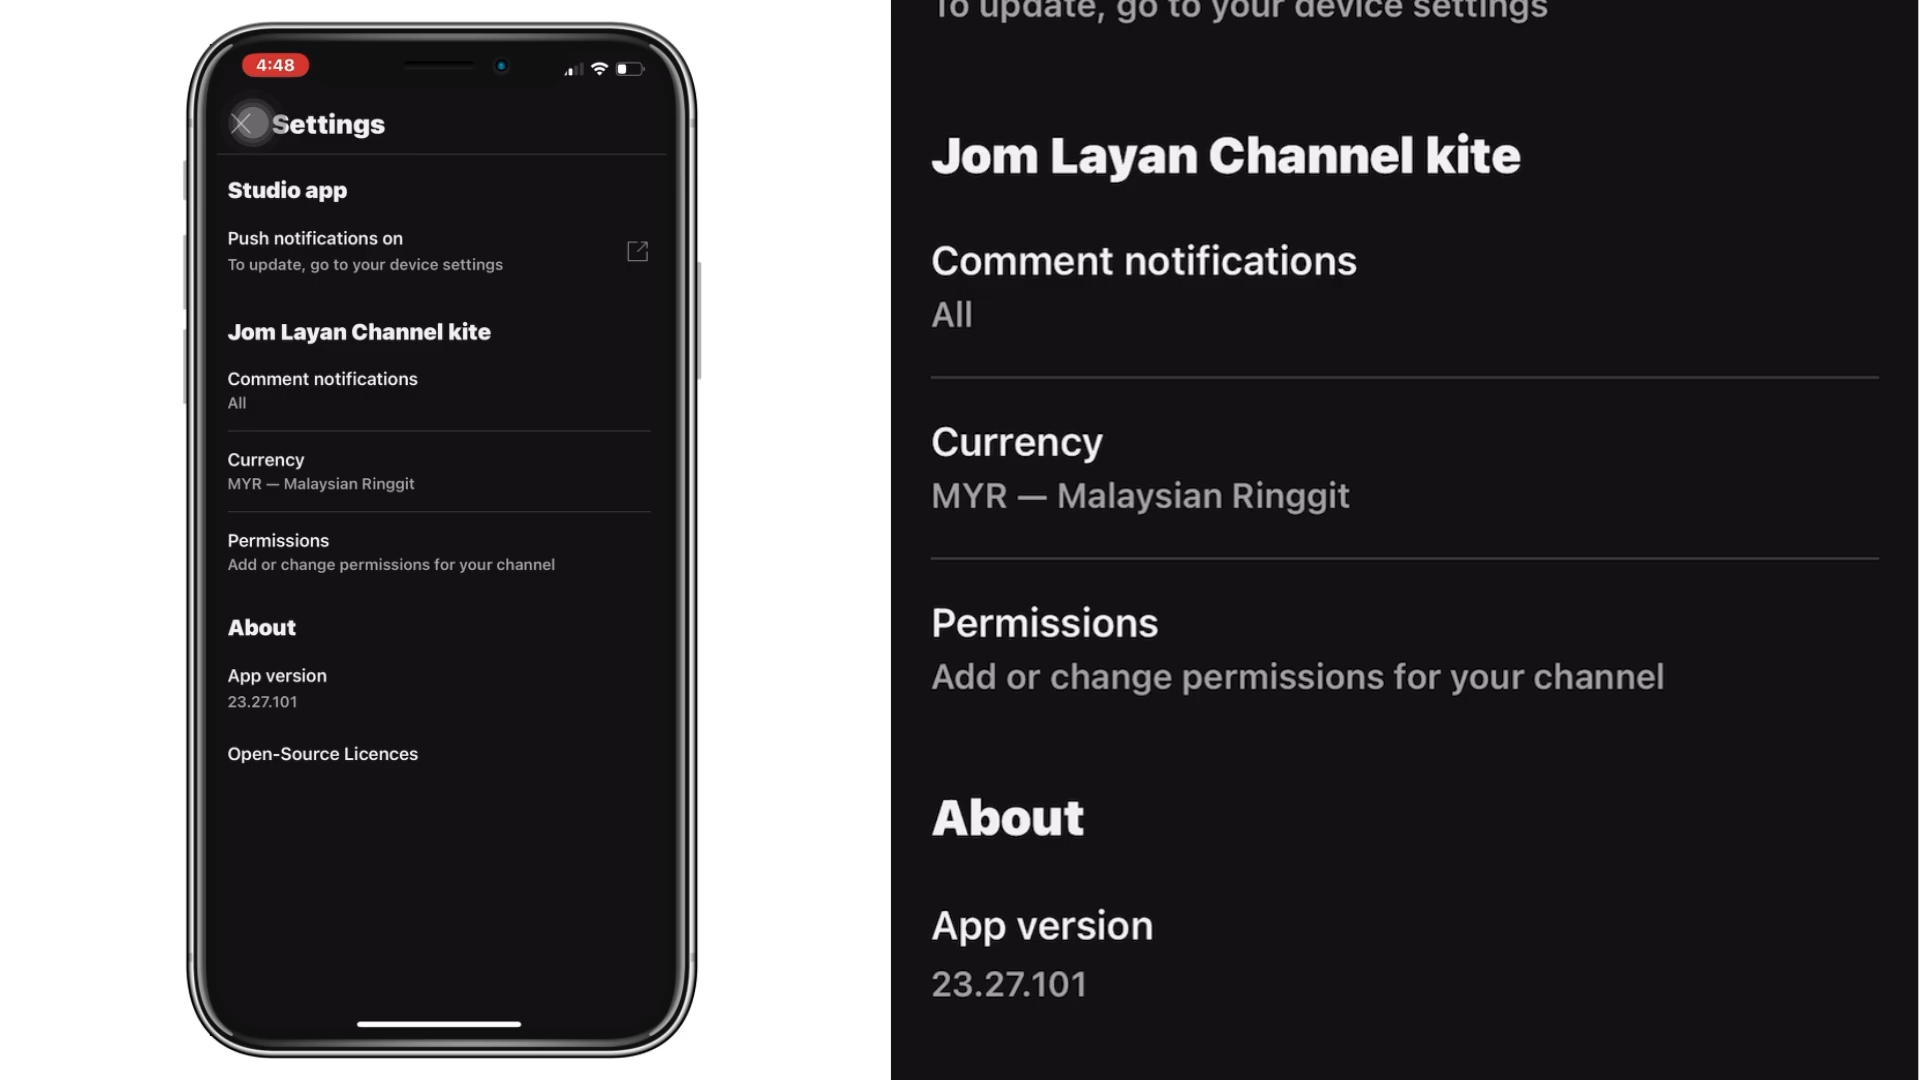 4:48
Settings
Studio app
Push notifications on
To update, go to your device settings
Jom Layan Channel kite
Comment notifications
All
Currency
MYR — Malaysian Ringgit
Permissions
Add or change permissions for your channel
About
App version
23.27.101
Open-Source Licences
To update, go to your device settings
Jom Layan Channel kite
Comment notifications
All
Currency
MYR — Malaysian Ringgit
Permissions
Add or change permissions for your channel
About
App version
23.27.101